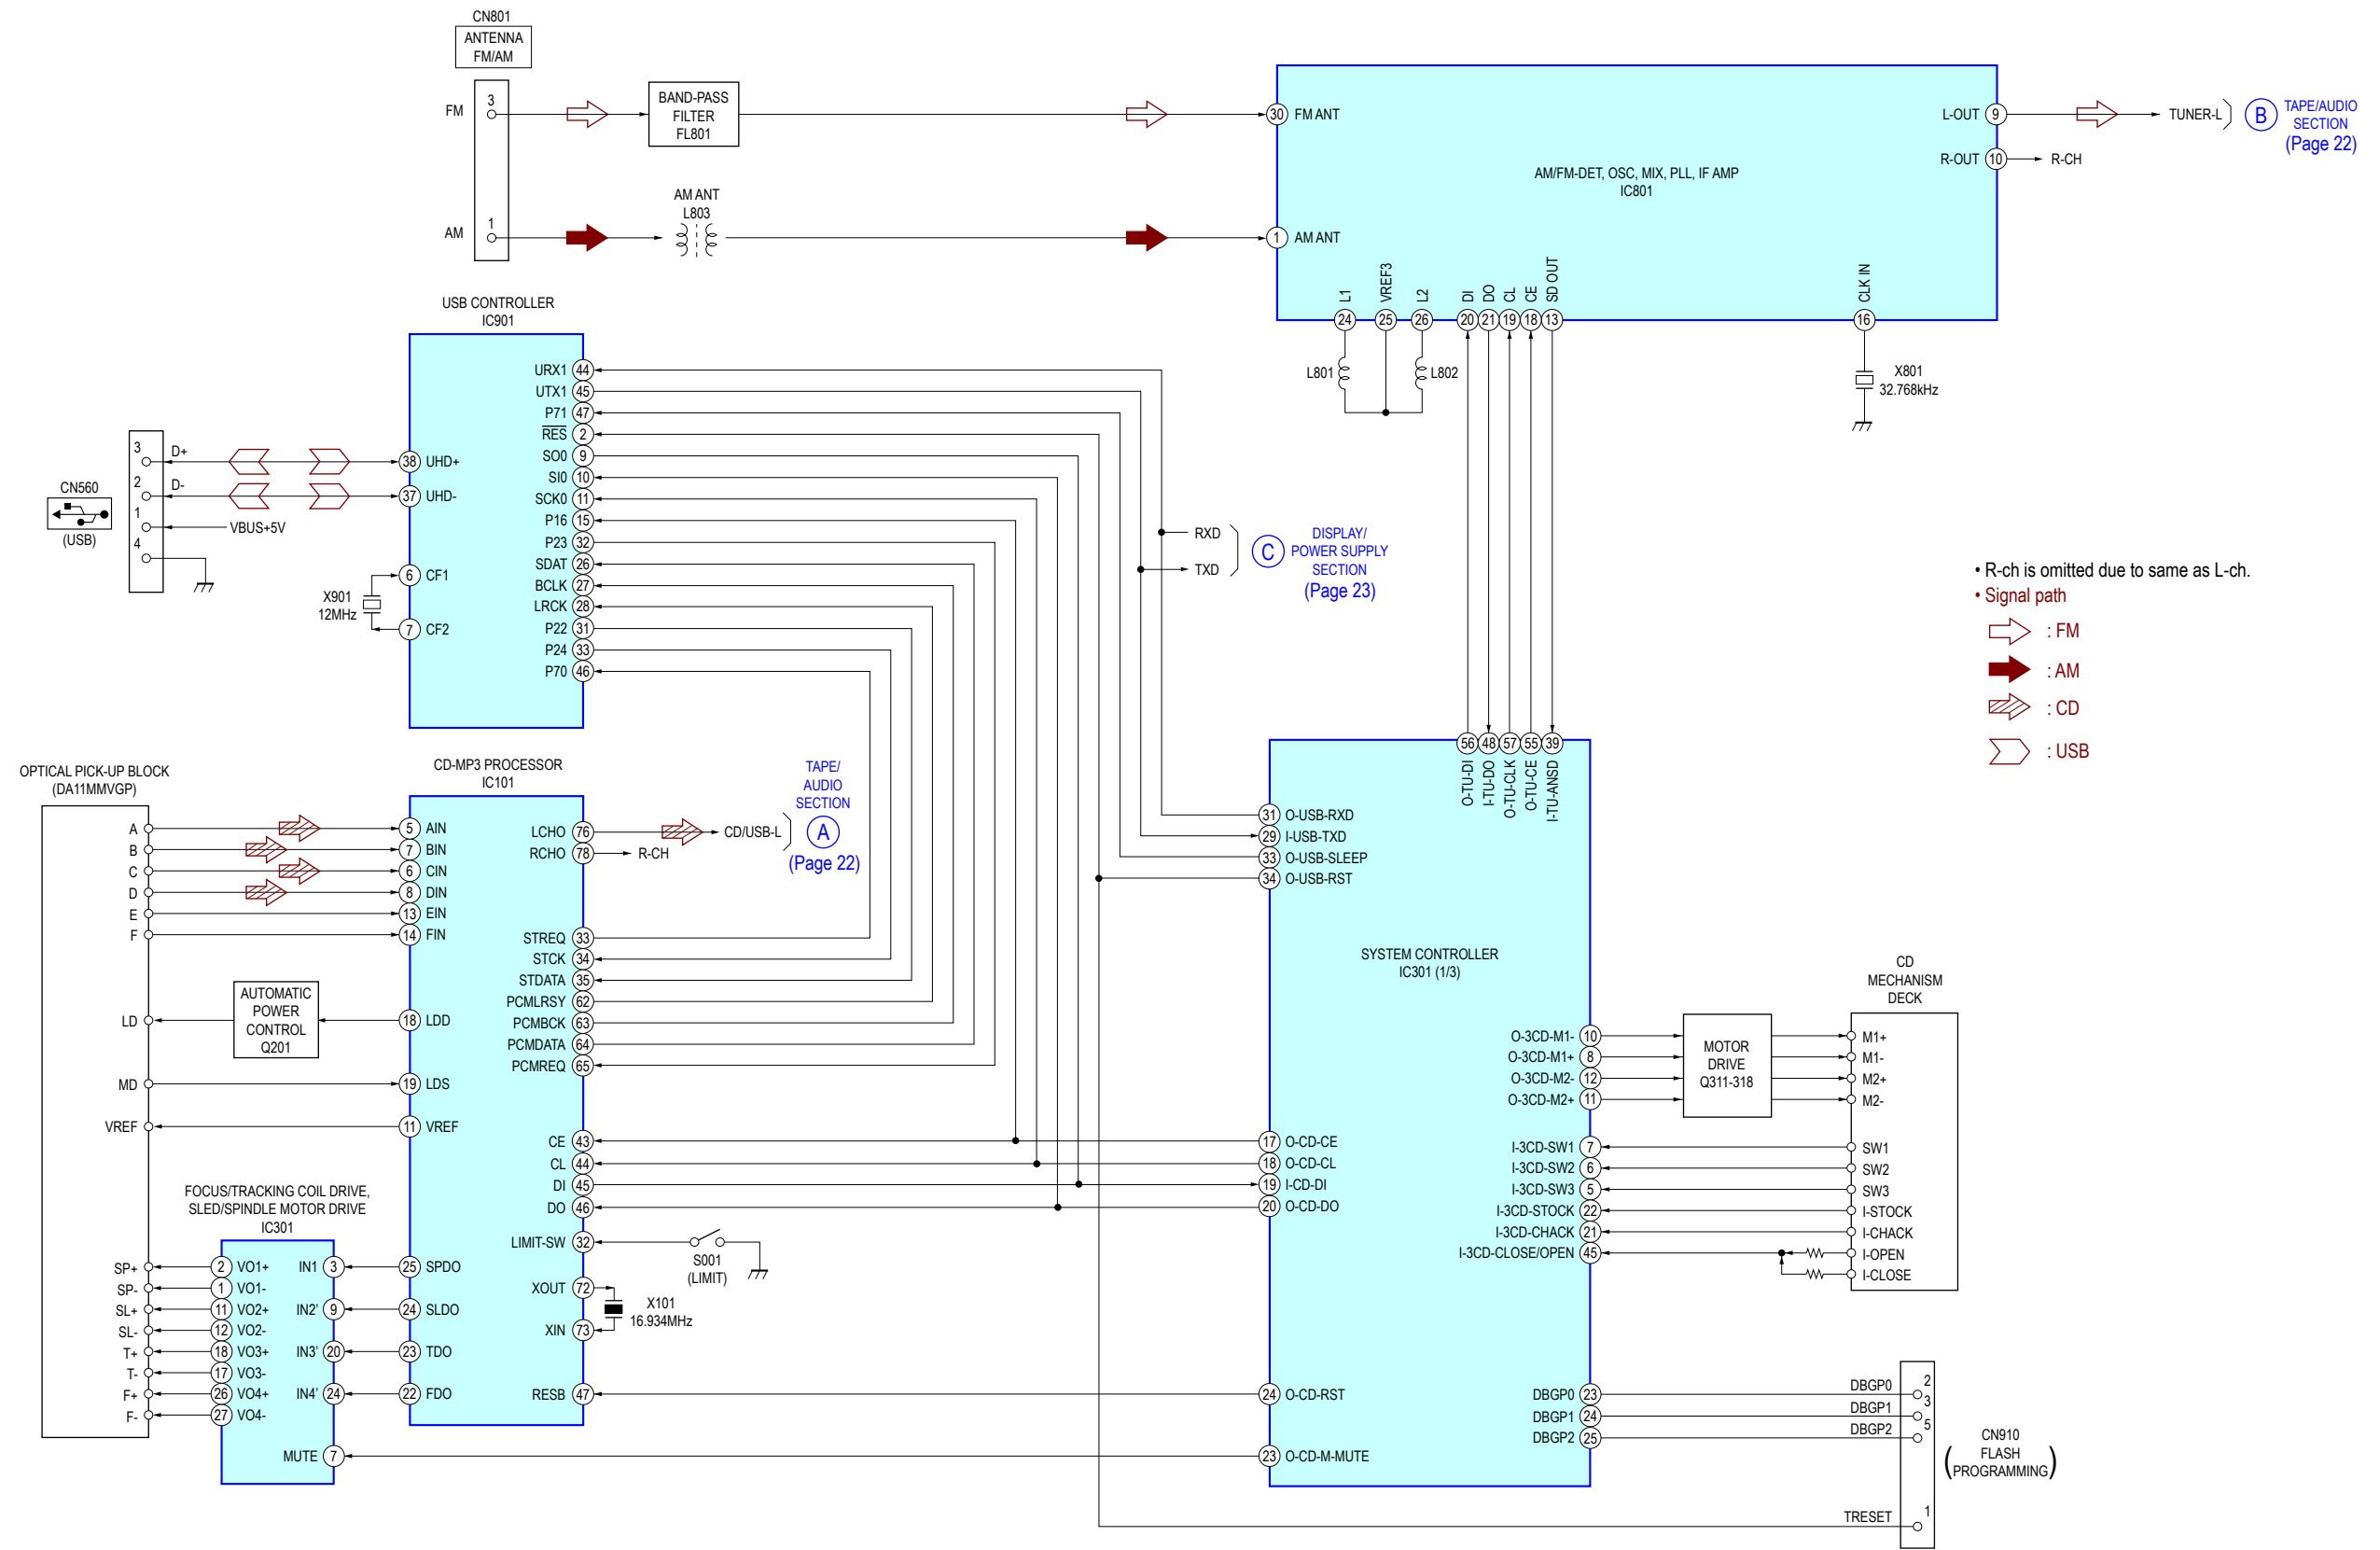 CN801
ANTENNA
FM/AM
FM
3
BAND-PASS
FILTER
FL801
AM
1
AM ANT
L803
30 FM ANT
1 AM ANT
AM/FM-DET, OSC, MIX, PLL, IF AMP
IC801
L-OUT 9
TUNER-L
B
TAPE/AUDIO
SECTION
(Page 22)
R-OUT 10
R-CH
L1
VREF3
L2
DI
DO
CL
CE
SD OUT
CLK IN
24
25
26
20
21
19
18
13
16
L801
L802
X801
32.768kHz
USB CONTROLLER
IC901
URX1 44
UTX1 45
P71 47
RES 2
SO0 9
SI0 10
SCK0 11
P16 15
P23 32
SDAT 26
BCLK 27
LRCK 28
P22 31
P24 33
P70 46
38 UHD+
37 UHD-
6 CF1
7 CF2
X901
12MHz
CN560
(USB)
3
D+
2
D-
1
VBUS+5V
4
RXD
TXD
C
DISPLAY/
POWER SUPPLY
SECTION
(Page 23)
• R-ch is omitted due to same as L-ch.
• Signal path
: FM
: AM
: CD
: USB
OPTICAL PICK-UP BLOCK
(DA11MMVGP)
A
B
C
D
E
F
LD
MD
VREF
SP+
SP-
SL+
SL-
T+
T-
F+
F-
AUTOMATIC
POWER
CONTROL
Q201
FOCUS/TRACKING COIL DRIVE,
SLED/SPINDLE MOTOR DRIVE
IC301
2 VO1+
1 VO1-
11 VO2+
12 VO2-
18 VO3+
17 VO3-
26 VO4+
27 VO4-
IN1 3
IN2' 9
IN3' 20
IN4' 24
MUTE 7
CD-MP3 PROCESSOR
IC101
5 AIN
7 BIN
6 CIN
8 DIN
13 EIN
14 FIN
18 LDD
19 LDS
11 VREF
25 SPDO
24 SLDO
23 TDO
22 FDO
LCHO 76
RCHO 78
STREQ 33
STCK 34
STDATA 35
PCMLRSY 62
PCMBCK 63
PCMDATA 64
PCMREQ 65
CE 43
CL 44
DI 45
DO 46
LIMIT-SW 32
XOUT 72
XIN 73
RESB 47
CD/USB-L
R-CH
TAPE/
AUDIO
SECTION
A
(Page 22)
S001
(LIMIT)
X101
16.934MHz
56
48
57
55
39
O-TU-DI
I-TU-DO
O-TU-CLK
O-TU-CE
I-TU-ANSD
31 O-USB-RXD
29 I-USB-TXD
33 O-USB-SLEEP
34 O-USB-RST
SYSTEM CONTROLLER
IC301 (1/3)
17 O-CD-CE
18 O-CD-CL
19 I-CD-DI
20 O-CD-DO
24 O-CD-RST
23 O-CD-M-MUTE
O-3CD-M1- 10
O-3CD-M1+ 8
O-3CD-M2- 12
O-3CD-M2+ 11
I-3CD-SW1 7
I-3CD-SW2 6
I-3CD-SW3 5
I-3CD-STOCK 22
I-3CD-CHACK 21
I-3CD-CLOSE/OPEN 45
DBGP0 23
DBGP1 24
DBGP2 25
MOTOR
DRIVE
Q311-318
CD
MECHANISM
DECK
M1+
M1-
M2+
M2-
SW1
SW2
SW3
I-STOCK
I-CHACK
I-OPEN
I-CLOSE
DBGP0 2
DBGP1 3
DBGP2 5
TRESET 1
CN910
FLASH
PROGRAMMING